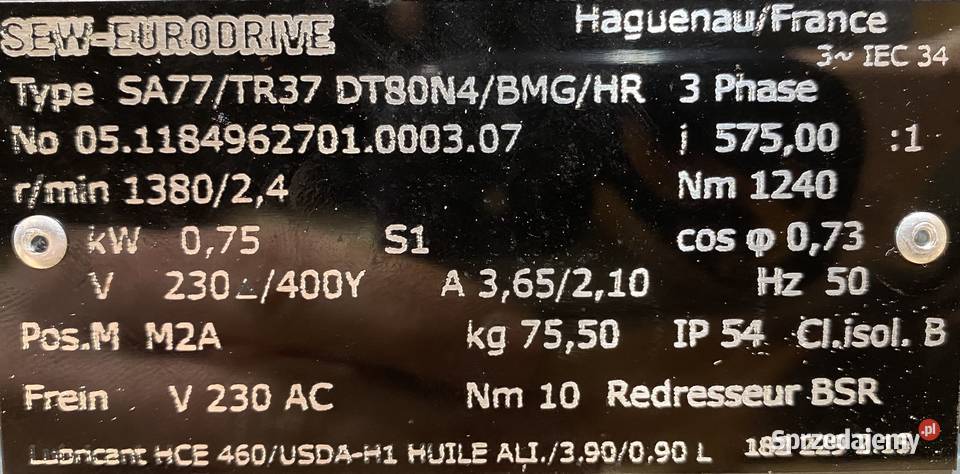 SEW-EURODRIVE Haguenau/France
3~ IEC 34
Type SA77/TR37 DT80N4/BMG/HR 3 Phase
No 05.1184962701.0003.07 i 575,00 :1
r/min 1380/2,4 Nm 1240
kW 0,75 S1 cos φ 0,73
V 230△/400Y A 3,65/2,10 Hz 50
Pos.M M2A kg 75,50 IP 54 Cl.isol. B
Frein V 230 AC Nm 10 Redresseur BSR
Lubricant HCE 460/USDA-H1 HUILE ALI./3.90/0.90 L
Sprzedajemy.pl